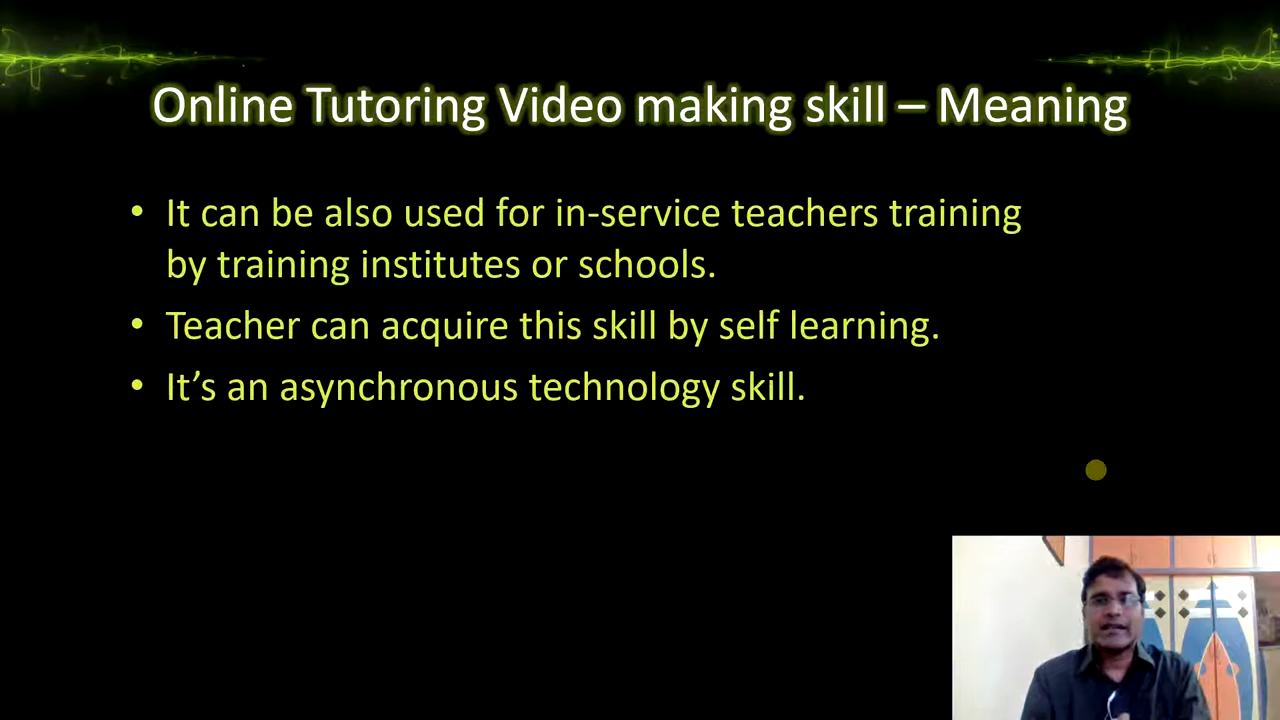 Online Tutoring Video making skill – Meaning
• It can be also used for in-service teachers training
by training institutes or schools.
• Teacher can acquire this skill by self learning.
• It’s an asynchronous technology skill.